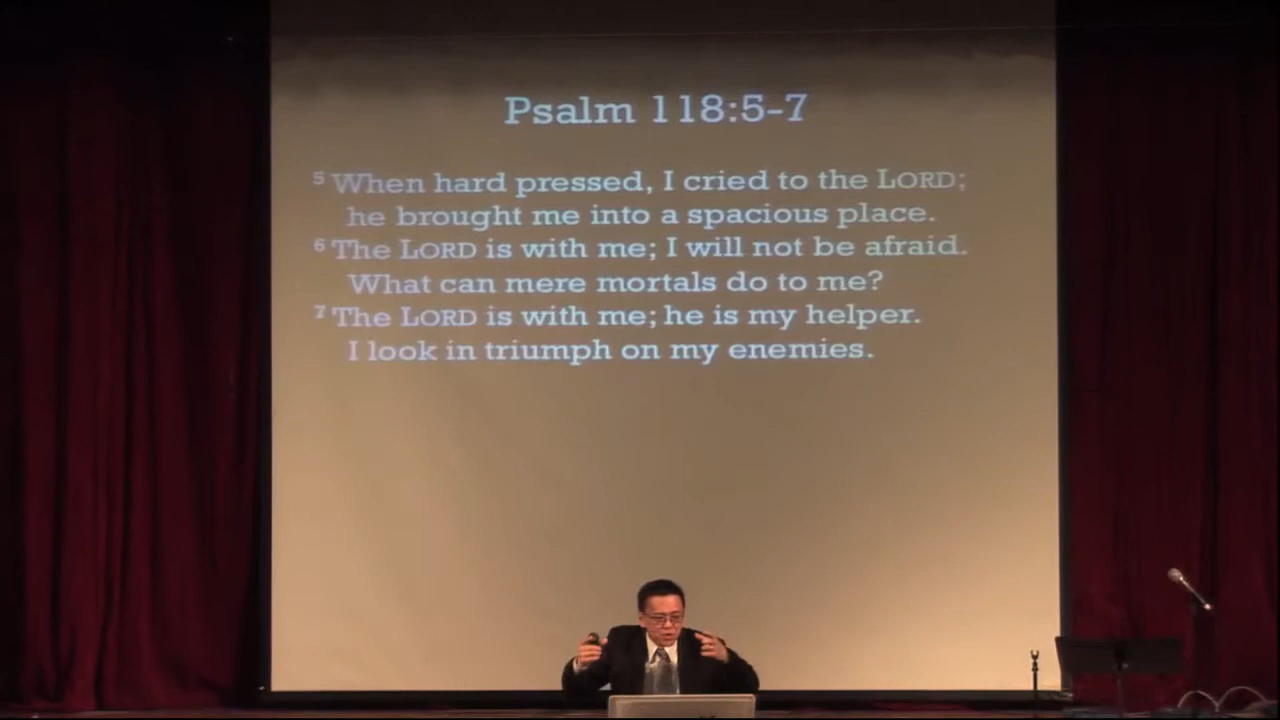 Psalm 118:5-7
⁵ When hard pressed, I cried to the LORD;
he brought me into a spacious place.
⁶ The LORD is with me; I will not be afraid.
What can mere mortals do to me?
⁷ The LORD is with me; he is my helper.
I look in triumph on my enemies.